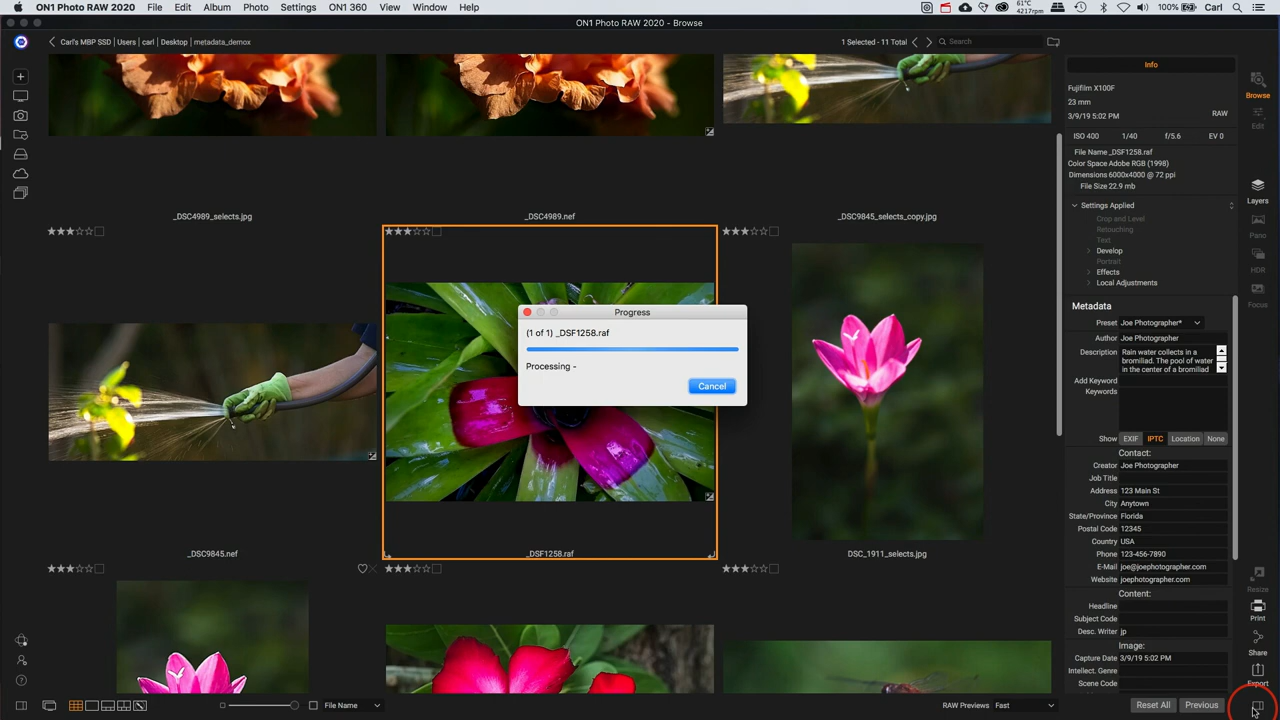 ON1 Photo RAW 2020 File Edit Album Photo Settings ON1 360 View Window Help 61°C 4217rpm 100% Carl
ON1 Photo RAW 2020 - Browse
Carl's MBP SSD Users carl Desktop metadata_demox 1 Selected - 11 Total Search
Info
Fujifilm X100F
23 mm
3/9/19 5:02 PM RAW
ISO 400 1/40 f/5.6 EV 0
File Name _DSF1258.raf
Color Space Adobe RGB (1998)
Dimensions 6000x4000 @ 72 ppi
File Size 22.9 mb
Settings Applied
Crop and Level
Retouching
Text
Develop
Portrait
Effects
Local Adjustments
Browse
Edit
Layers
Pano
HDR
Focus
_DSC4989_selects.jpg _DSC4989.nef _DSC9845_selects_copy.jpg
Progress
(1 of 1) _DSF1258.raf
Processing -
Cancel
_DSC9845.nef _DSF1258.raf DSC_1911_selects.jpg
Metadata
Preset Joe Photographer*
Author Joe Photographer
Description Rain water collects in a
bromiliad. The pool of water
in the center of a bromiliad
Add Keyword
Keywords
Show EXIF IPTC Location None
Contact:
Creator Joe Photographer
Job Title
Address 123 Main St
City Anytown
State/Province Florida
Postal Code 12345
Country USA
Phone 123-456-7890
E-Mail joe@joephotographer.com
Website joephotographer.com
Content:
Headline
Subject Code
Desc. Writer jp
Image:
Capture Date 3/9/19 5:02 PM
Intellect. Genre
Scene Code
Resize
Print
Share
Export
File Name RAW Previews Fast Reset All Previous